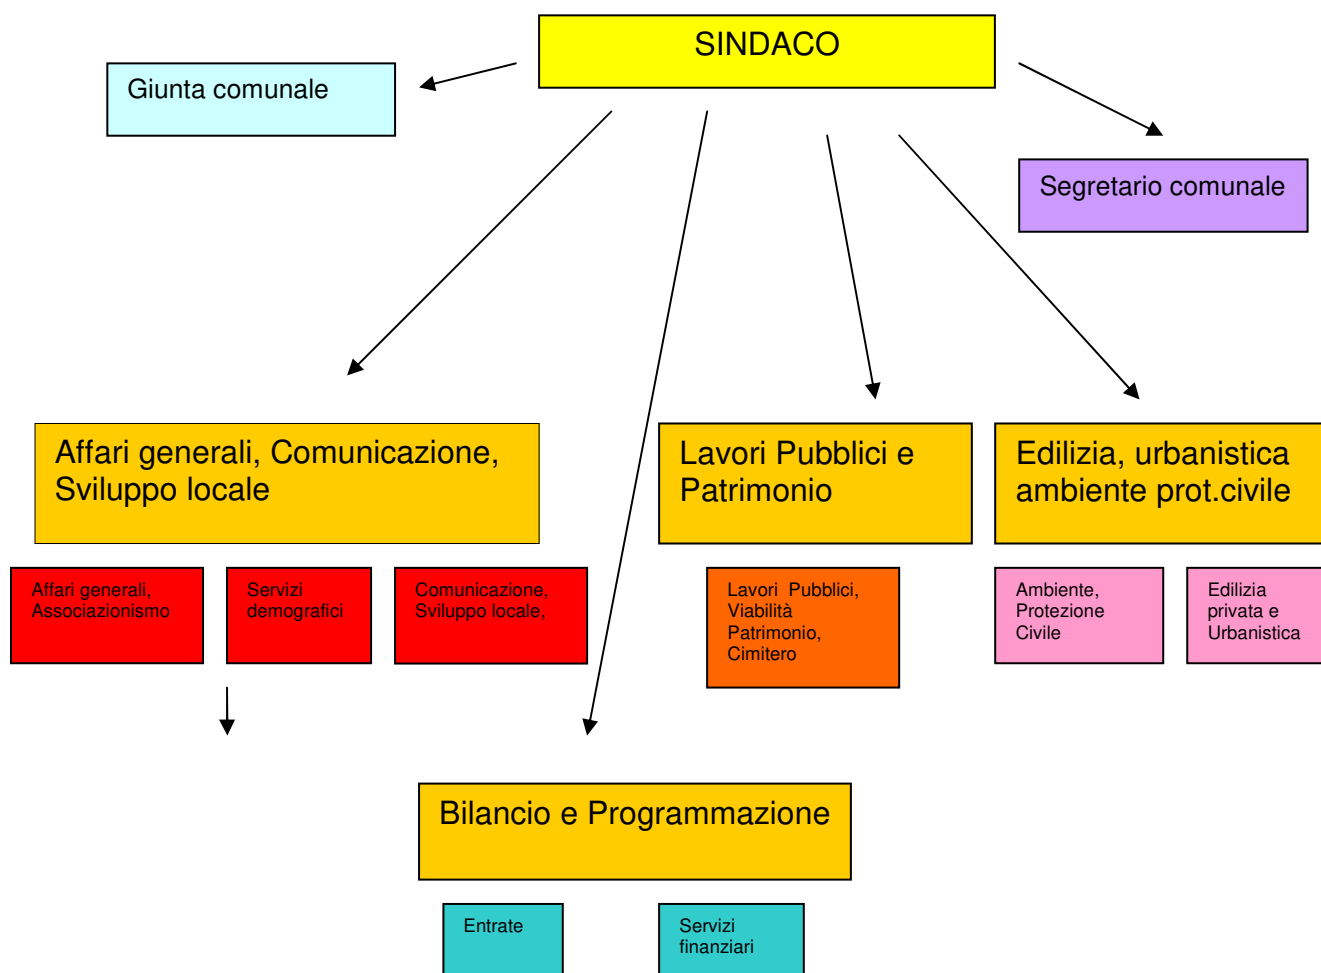 SINDACO
Giunta comunale
Segretario comunale
Affari generali, Comunicazione,
Sviluppo locale
Lavori Pubblici e
Patrimonio
Edilizia, urbanistica
ambiente prot.civile
Affari generali,
Associazionismo
Servizi
demografici
Comunicazione,
Sviluppo locale,
Lavori Pubblici,
Viabilità
Patrimonio,
Cimitero
Ambiente,
Protezione
Civile
Edilizia
privata e
Urbanistica
Bilancio e Programmazione
Entrate
Servizi
finanziari